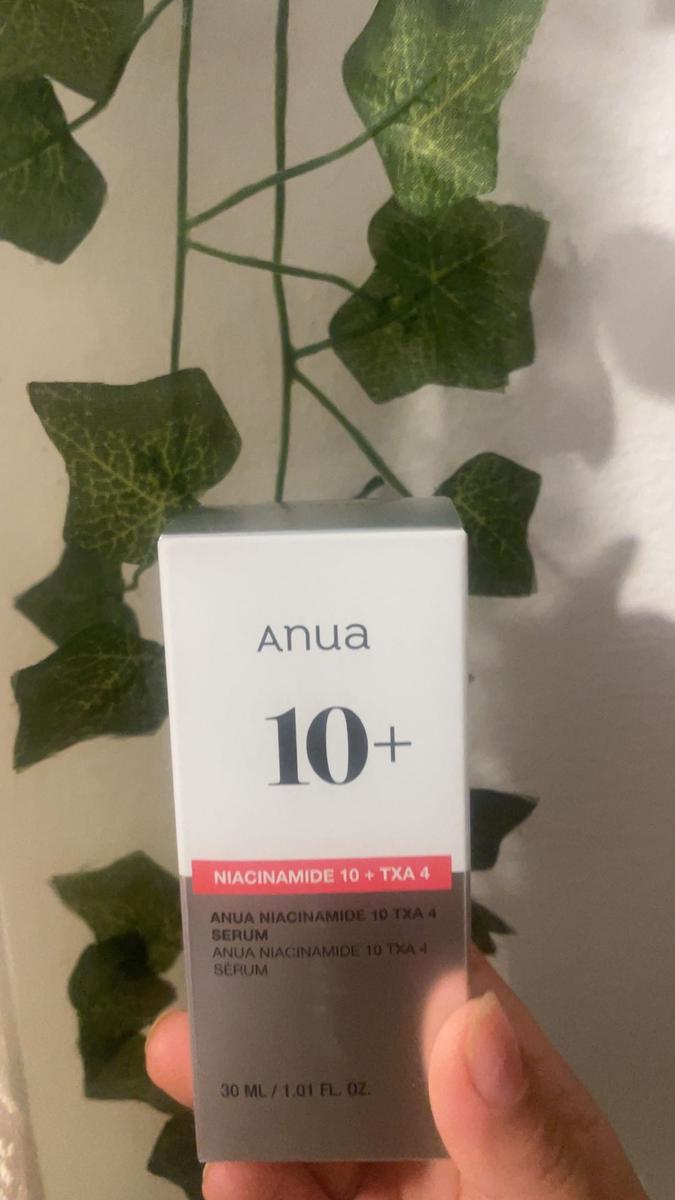 Anua
10+
NIACINAMIDE 10 + TXA 4
ANUA NIACINAMIDE 10 TXA 4
SERUM
ANUA NIACINAMIDE 10 TXA 4
SÉRUM
30 ML / 1.01 FL. OZ.